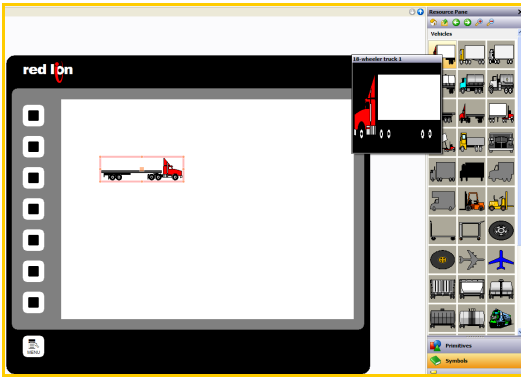 Resource Pane
Vehicles
18-wheeler truck 1
red lion
MENU
Primitives
Symbols